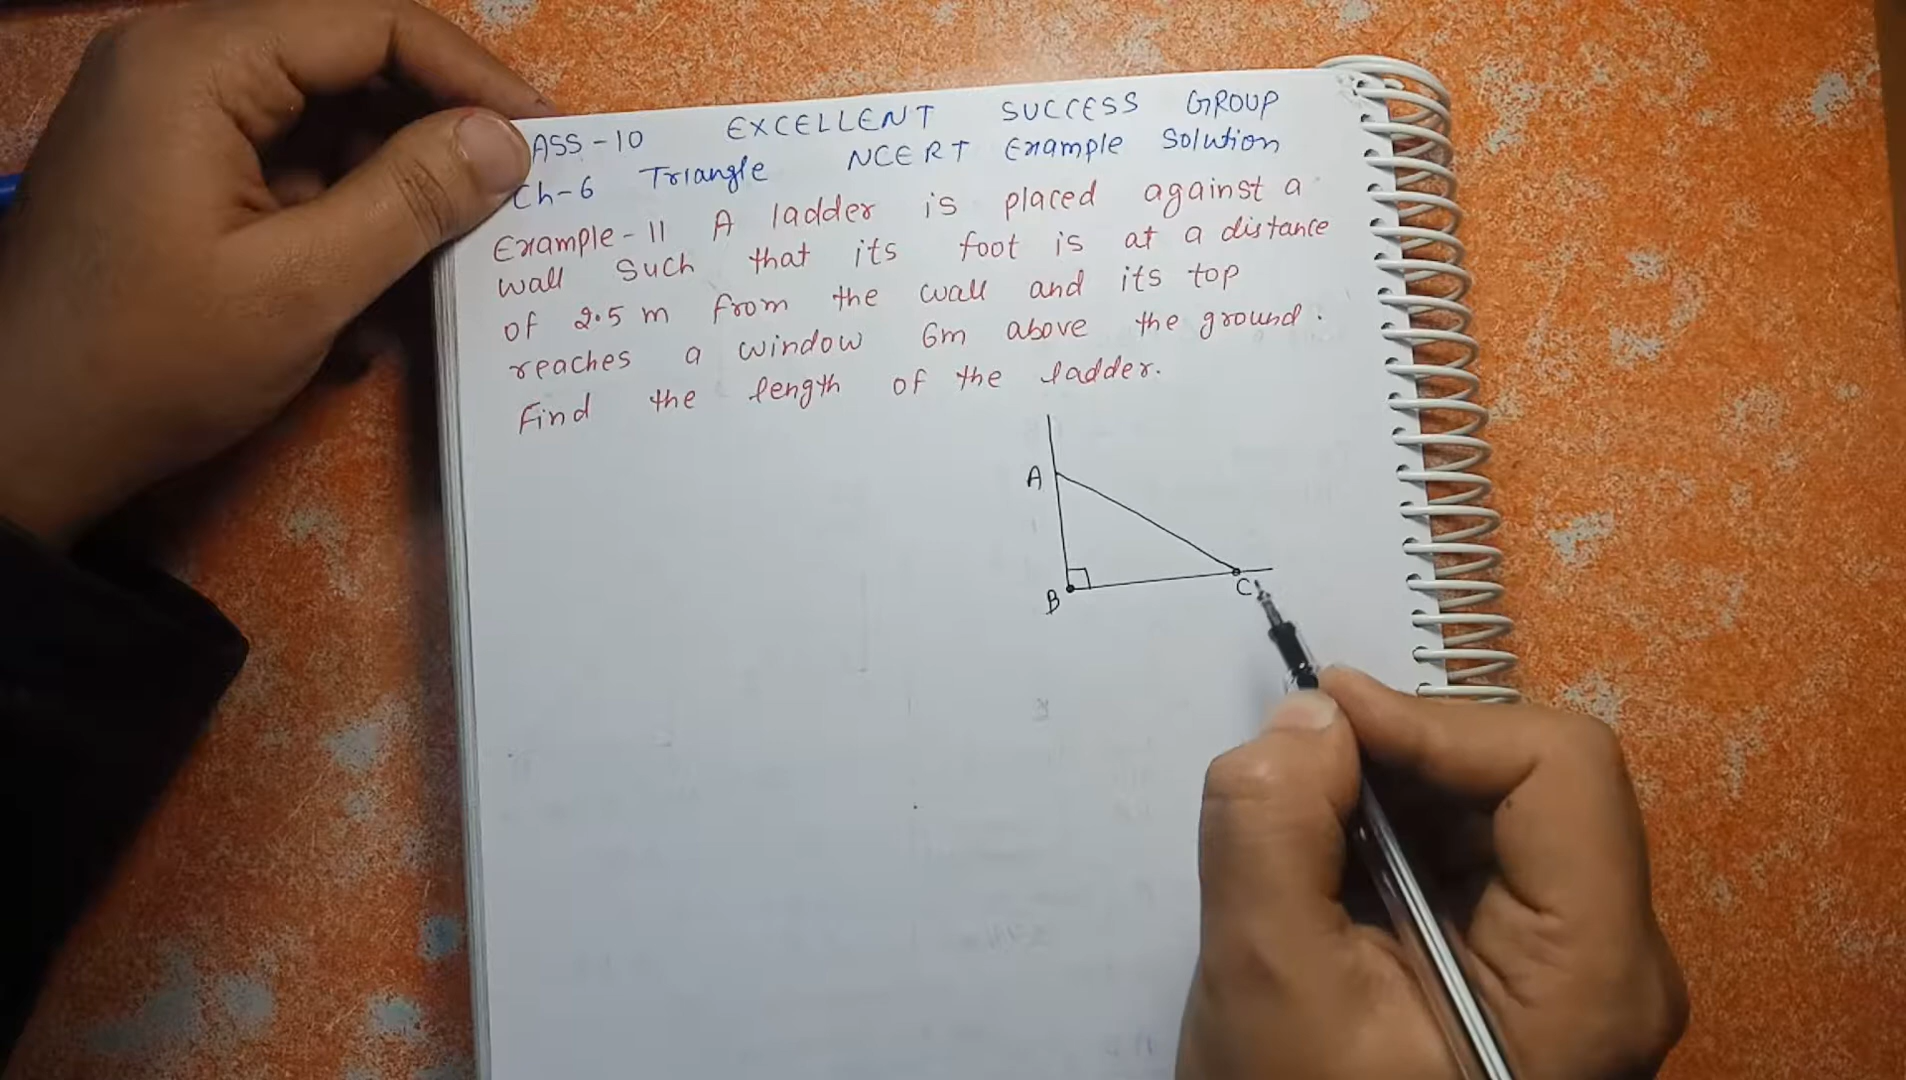 ASS-10 EXCELLENT SUCCESS GROUP
Ch-6 Triangle NCERT Example Solution
Example-11 A ladder is placed against a
wall such that its foot is at a distance
of 2.5 m from the wall and its top
reaches a window 6m above the ground.
Find the length of the ladder.
A
B
C